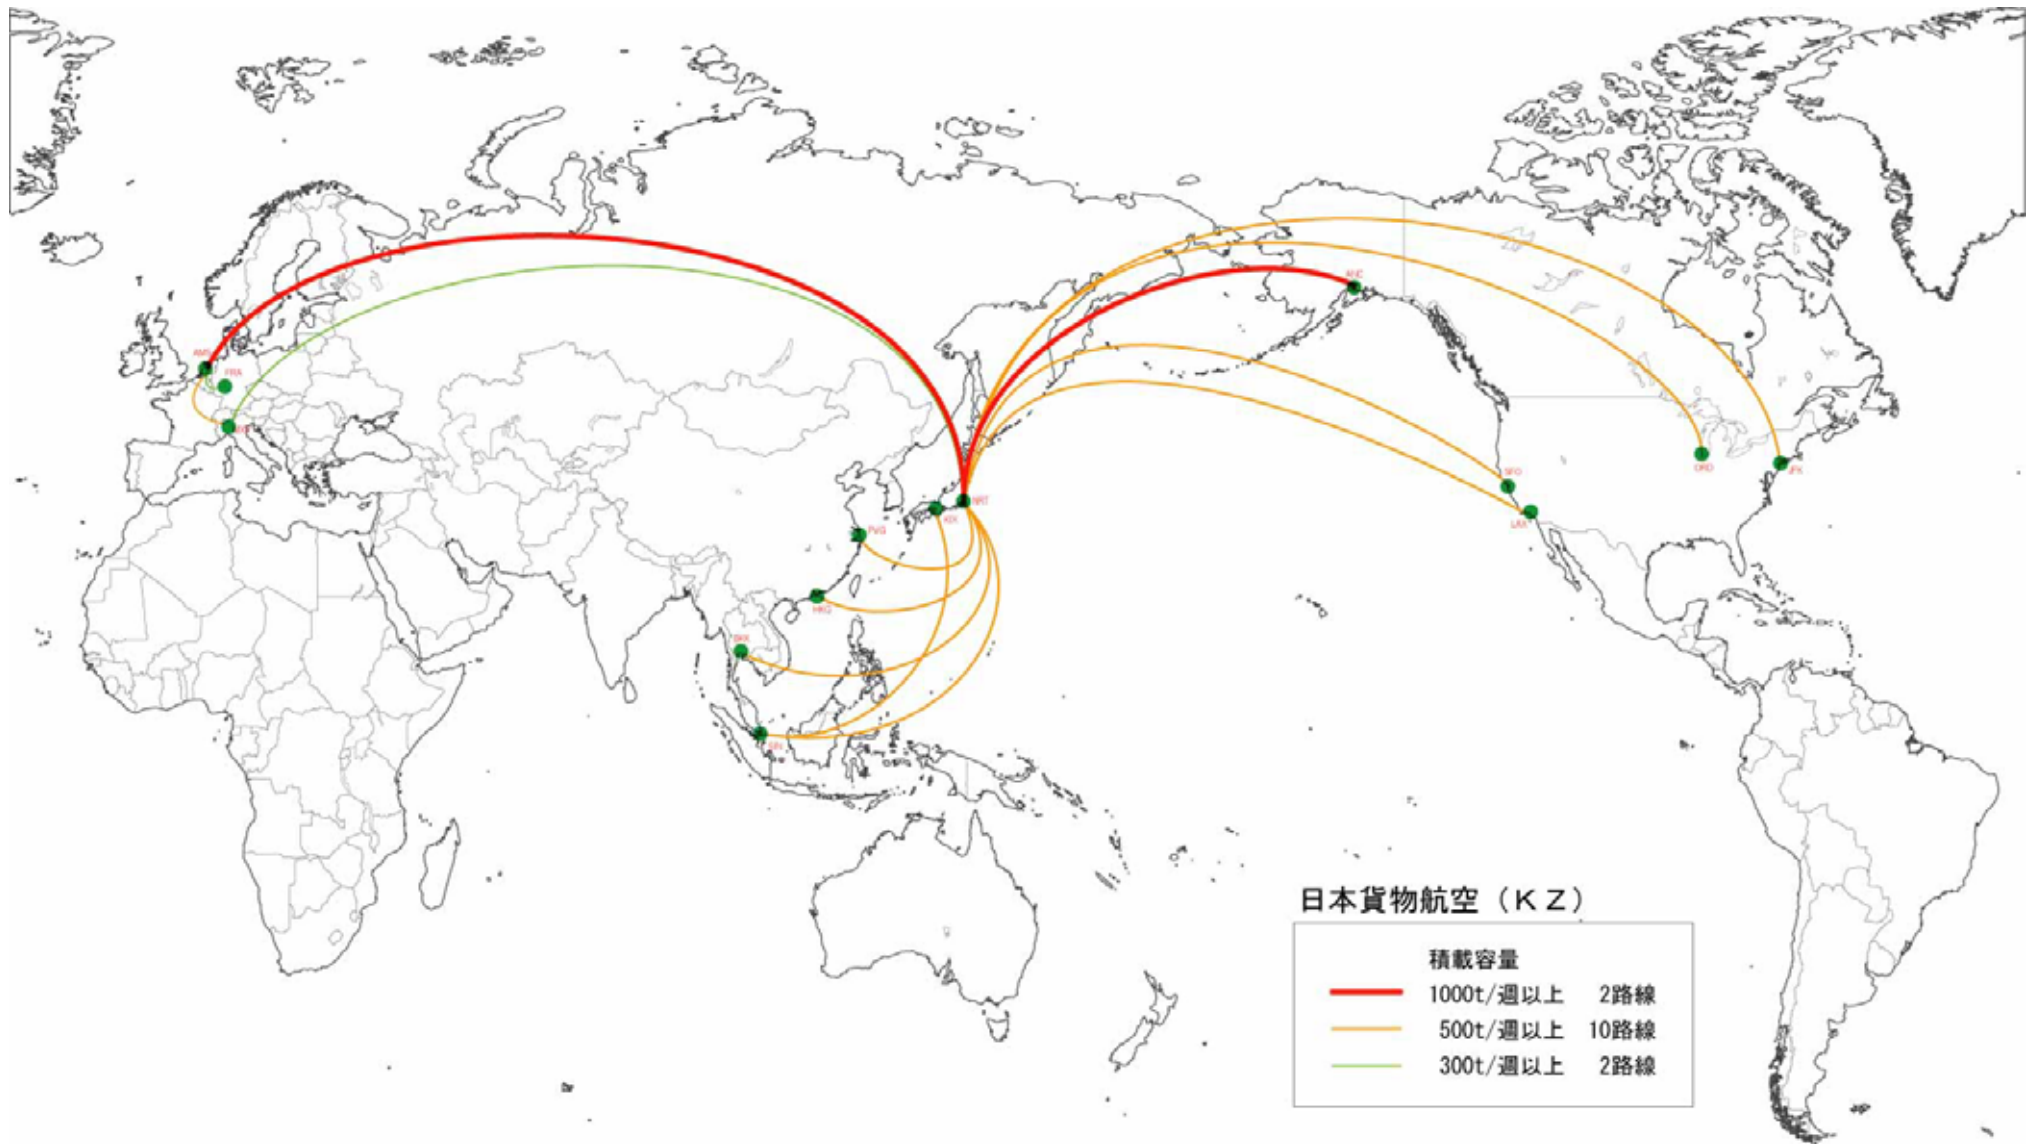 ANC
AMS
FRA
ORD
JFK
SFO
NRT
KIX
LAX
PVG
HKG
BKK
SIN
日本貨物航空（ＫＺ）
積載容量
1000t/週以上 2路線
500t/週以上 10路線
300t/週以上 2路線